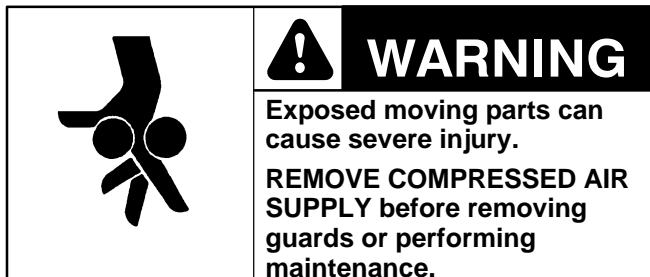 WARNING
Exposed moving parts can
cause severe injury.
REMOVE COMPRESSED AIR
SUPPLY before removing
guards or performing
maintenance.